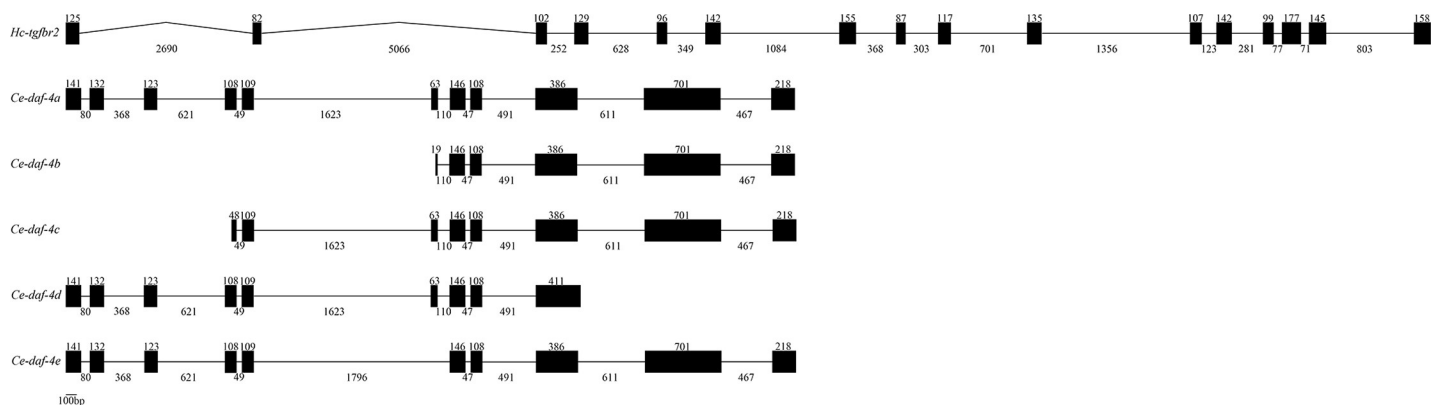 125 82 102 129 96 142 155 87 117 135 107 142 99 177 145 158
Hc-tgfbr2
2690 5066 252 628 349 1084 368 303 701 1356 123 281 77 71 803
141 132 123 108 109 63 146 108 386 701 218
Ce-daf-4a
80 368 621 49 1623 110 47 491 611 467
19 146 108 386 701 218
Ce-daf-4b
110 47 491 611 467
48 109 63 146 108 386 701 218
Ce-daf-4c
49 1623 110 47 491 611 467
141 132 123 108 109 63 146 108 411
Ce-daf-4d
80 368 621 49 1623 110 47 491
141 132 123 108 109 146 108 386 701 218
Ce-daf-4e
80 368 621 49 1796 47 491 611 467
100bp